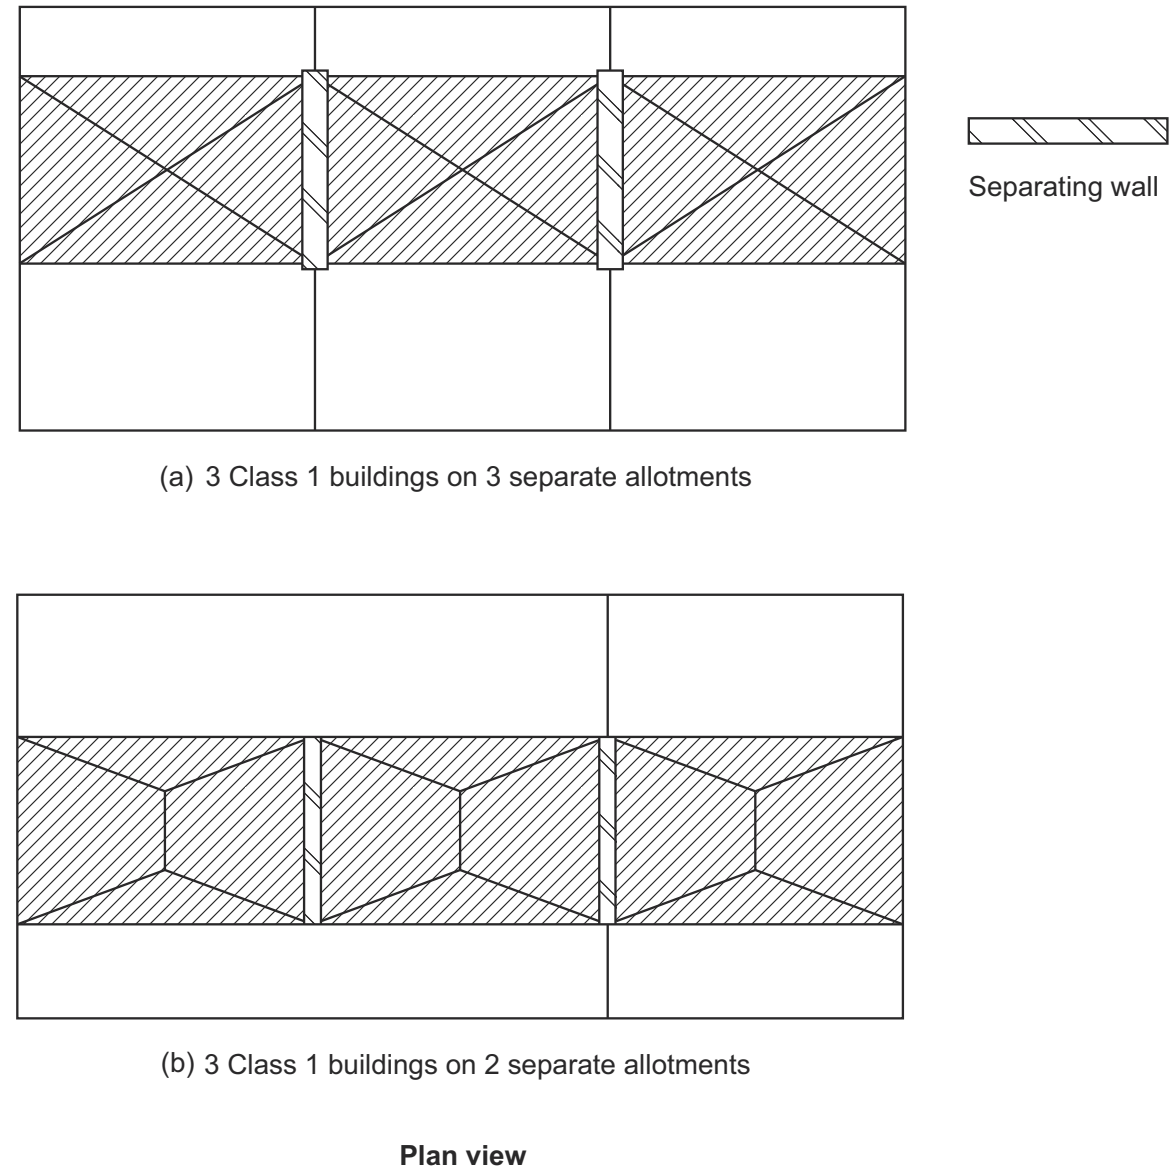 Separating wall
(a) 3 Class 1 buildings on 3 separate allotments
(b) 3 Class 1 buildings on 2 separate allotments
Plan view